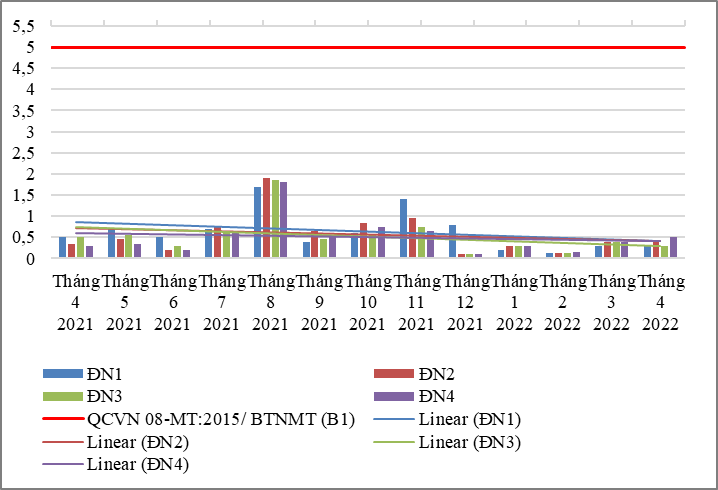 5,5
5
4,5
4
3,5
3
2,5
2
1,5
1
0,5
0
Tháng Tháng Tháng Tháng Tháng Tháng Tháng Tháng Tháng Tháng Tháng Tháng Tháng
4 5 6 7 8 9 10 11 12 1 2 3 4
2021 2021 2021 2021 2021 2021 2021 2021 2021 2022 2022 2022 2022
ĐN1 ĐN2
ĐN3 ĐN4
QCVN 08-MT:2015/ BTNMT (B1) Linear (ĐN1)
Linear (ĐN2) Linear (ĐN3)
Linear (ĐN4)